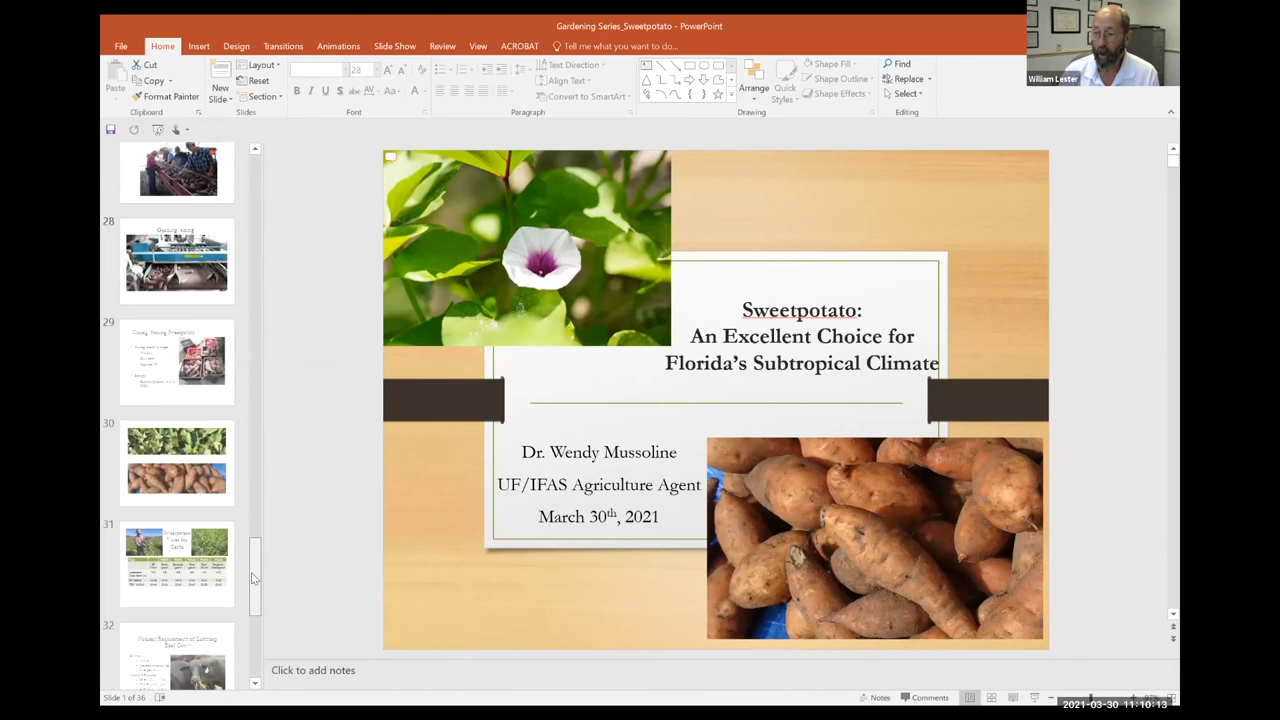 Gardening Series_Sweetpotato - PowerPoint
File Home Insert Design Transitions Animations Slide Show Review View ACROBAT Tell me what you want to do...
Cut
Copy
Format Painter
Paste
Clipboard
New
Slide
Layout
Reset
Section
Slides
28
Font
Text Direction
Align Text
Convert to SmartArt
Paragraph
Arrange
Quick
Styles
Shape Fill
Shape Outline
Shape Effects
Drawing
Find
Replace
Select
Editing
William Lester
28
29
30
31
32
Sweetpotato:
An Excellent Choice for
Florida's Subtropical Climate
Dr. Wendy Mussoline
UF/IFAS Agriculture Agent
March 30th, 2021
Click to add notes
Slide 1 of 36
Notes
Comments
2021-03-30 11:10:13